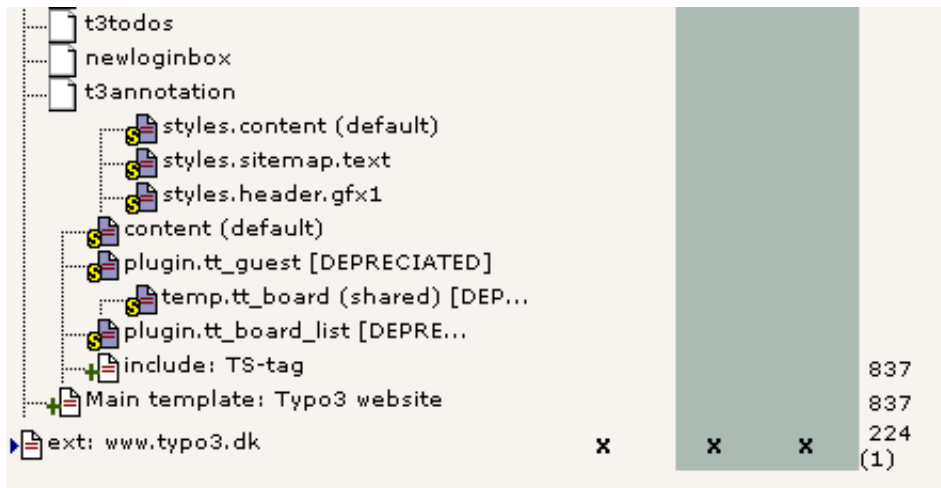 t3todos
newloginbox
t3annotation
styles.content (default)
styles.sitemap.text
styles.header.gfx1
content (default)
plugin.tt_guest [DEPRECIATED]
temp.tt_board (shared) [DEP...
plugin.tt_board_list [DEPRE...
include: TS-tag 837
Main template: Typo3 website 837
ext: www.typo3.dk x x x 224
(1)